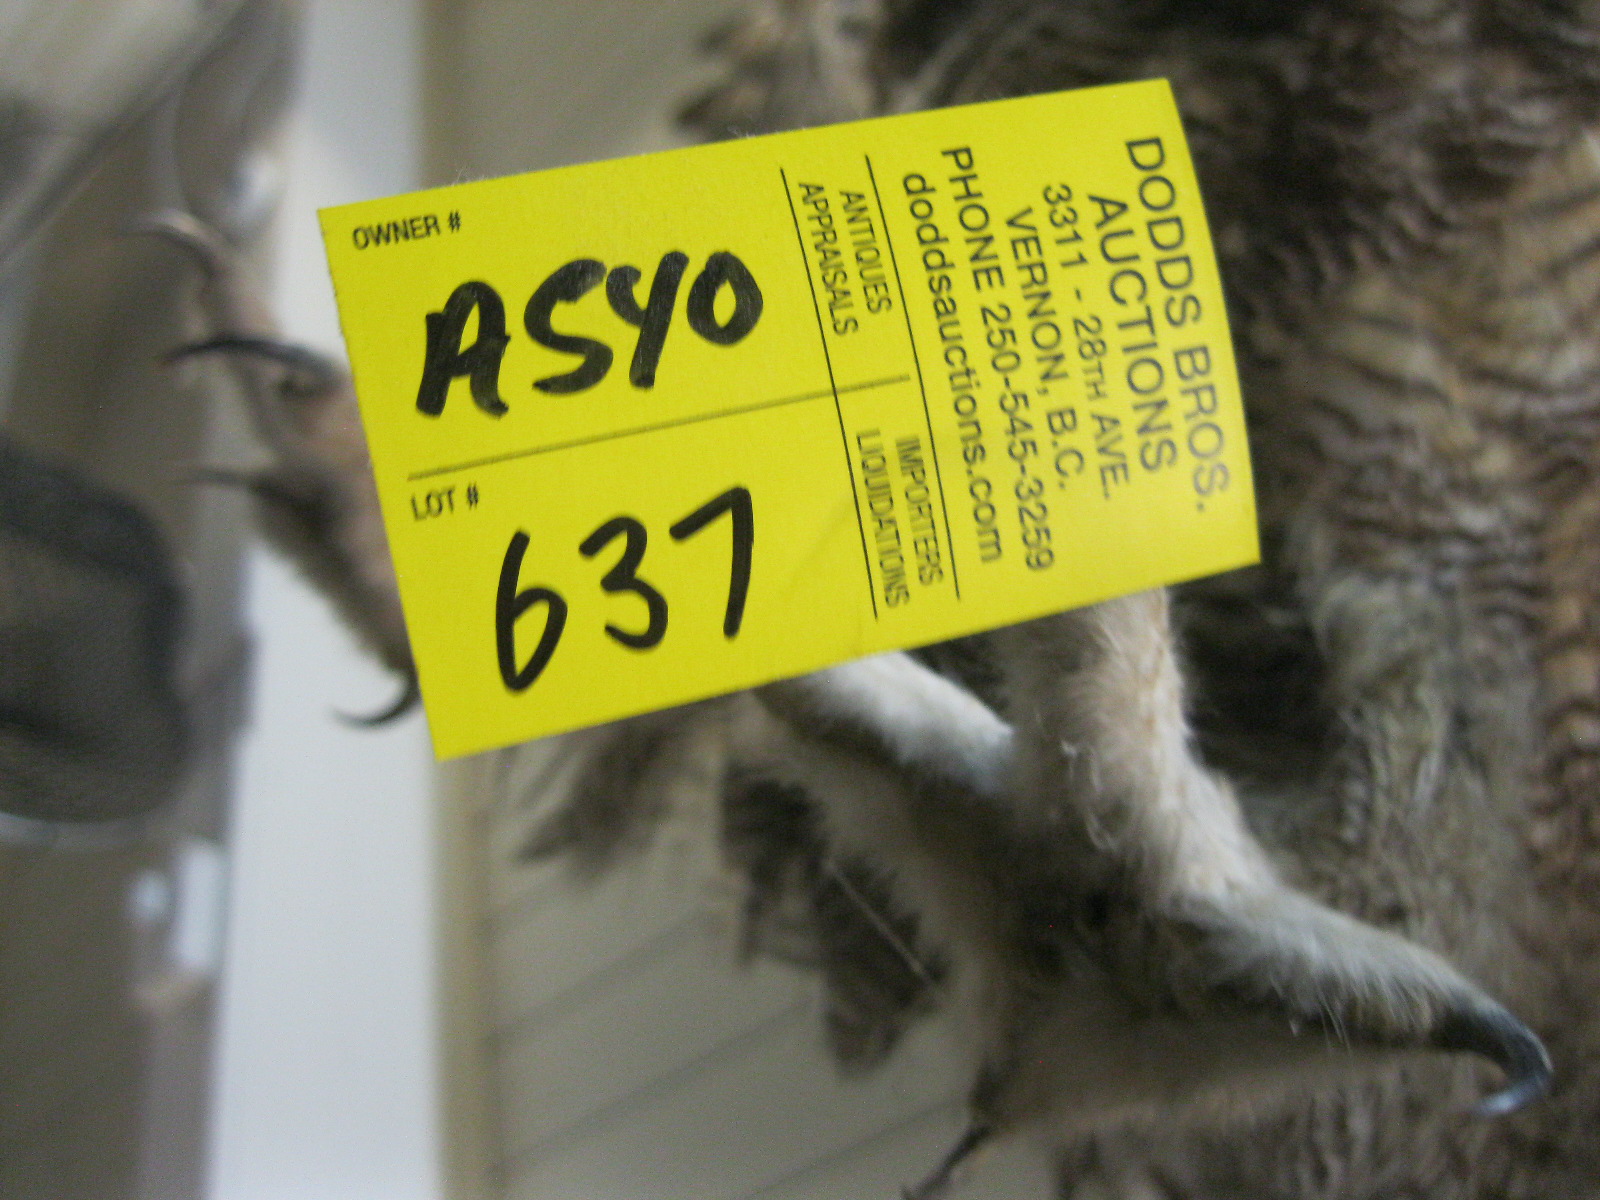 DODDS BROS.
AUCTIONS
3311 - 28TH AVE.
VERNON, B.C.
PHONE 250-545-3259
doddsauctions.com
ANTIQUES
APPRAISALS
IMPORTERS
LIQUIDATIONS
OWNER #
A540
LOT #
637